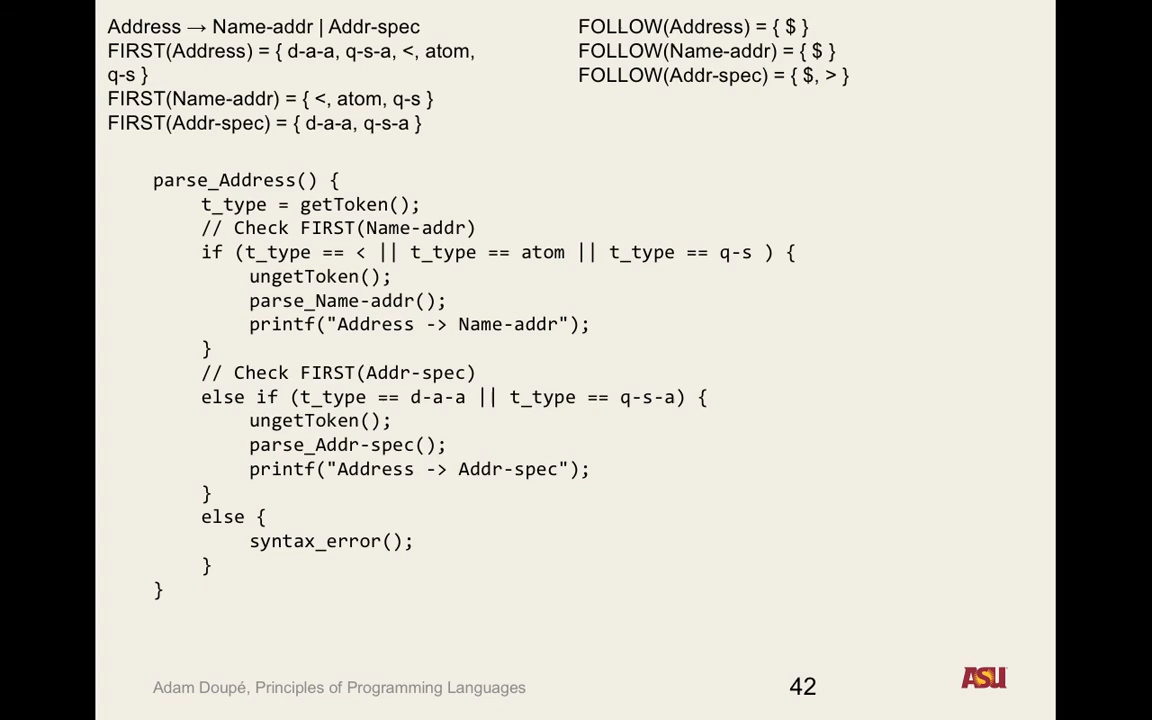 Address → Name-addr | Addr-spec
FIRST(Address) = { d-a-a, q-s-a, <, atom,
q-s }
FIRST(Name-addr) = { <, atom, q-s }
FIRST(Addr-spec) = { d-a-a, q-s-a }
FOLLOW(Address) = { $ }
FOLLOW(Name-addr) = { $ }
FOLLOW(Addr-spec) = { $, > }
parse_Address() {
t_type = getToken();
// Check FIRST(Name-addr)
if (t_type == < || t_type == atom || t_type == q-s ) {
ungetToken();
parse_Name-addr();
printf("Address -> Name-addr");
}
// Check FIRST(Addr-spec)
else if (t_type == d-a-a || t_type == q-s-a) {
ungetToken();
parse_Addr-spec();
printf("Address -> Addr-spec");
}
else {
syntax_error();
}
}
Adam Doupé, Principles of Programming Languages
42
ASU